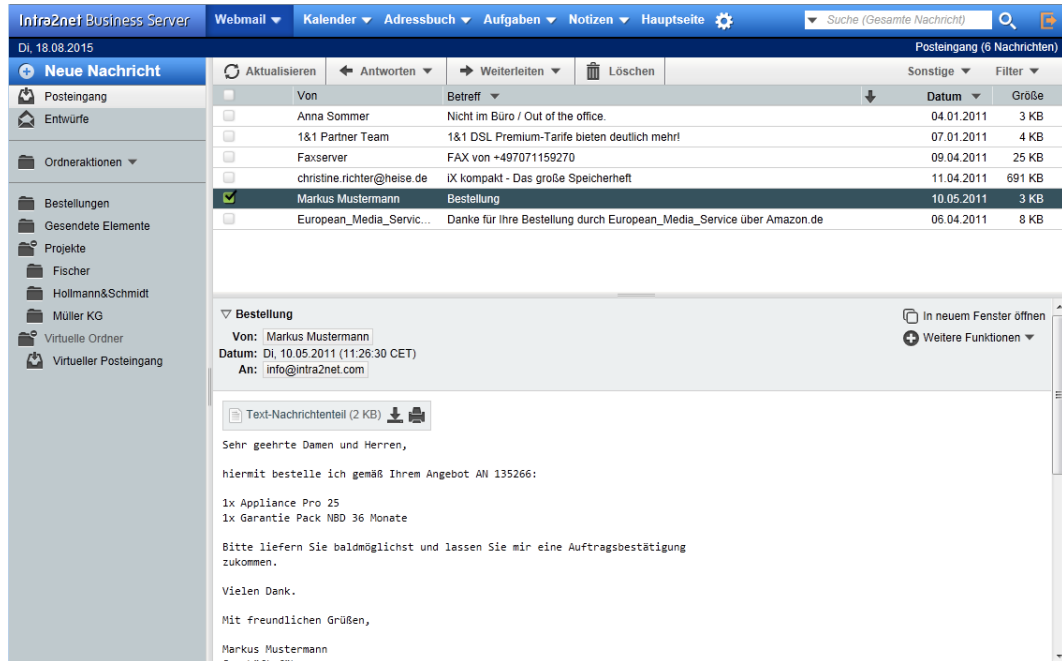 Intra2net Business Server
Webmail Kalender Adressbuch Aufgaben Notizen Hauptseite Suche (Gesamte Nachricht)
Di, 18.08.2015 Posteingang (6 Nachrichten)
Neue Nachricht
Posteingang
Entwürfe
Ordneraktionen
Bestellungen
Gesendete Elemente
Projekte
Fischer
Hollmann&Schmidt
Müller KG
Virtuelle Ordner
Virtueller Posteingang
Aktualisieren Antworten Weiterleiten Löschen Sonstige Filter
Von Betreff Datum Größe
Anna Sommer Nicht im Büro / Out of the office. 04.01.2011 3 KB
1&1 Partner Team 1&1 DSL Premium-Tarife bieten deutlich mehr! 07.01.2011 4 KB
Faxserver FAX von +497071159270 09.04.2011 25 KB
christine.richter@heise.de iX kompakt - Das große Speicherheft 11.04.2011 691 KB
Markus Mustermann Bestellung 10.05.2011 3 KB
European_Media_Servic... Danke für Ihre Bestellung durch European_Media_Service über Amazon.de 06.04.2011 8 KB
Bestellung In neuem Fenster öffnen
Von: Markus Mustermann Weitere Funktionen
Datum: Di, 10.05.2011 (11:26:30 CET)
An: info@intra2net.com
Text-Nachrichtenteil (2 KB)
Sehr geehrte Damen und Herren,
hiermit bestelle ich gemäß Ihrem Angebot AN 135266:
1x Appliance Pro 25
1x Garantie Pack NBD 36 Monate
Bitte liefern Sie baldmöglichst und lassen Sie mir eine Auftragsbestätigung
zukommen.
Vielen Dank.
Mit freundlichen Grüßen,
Markus Mustermann